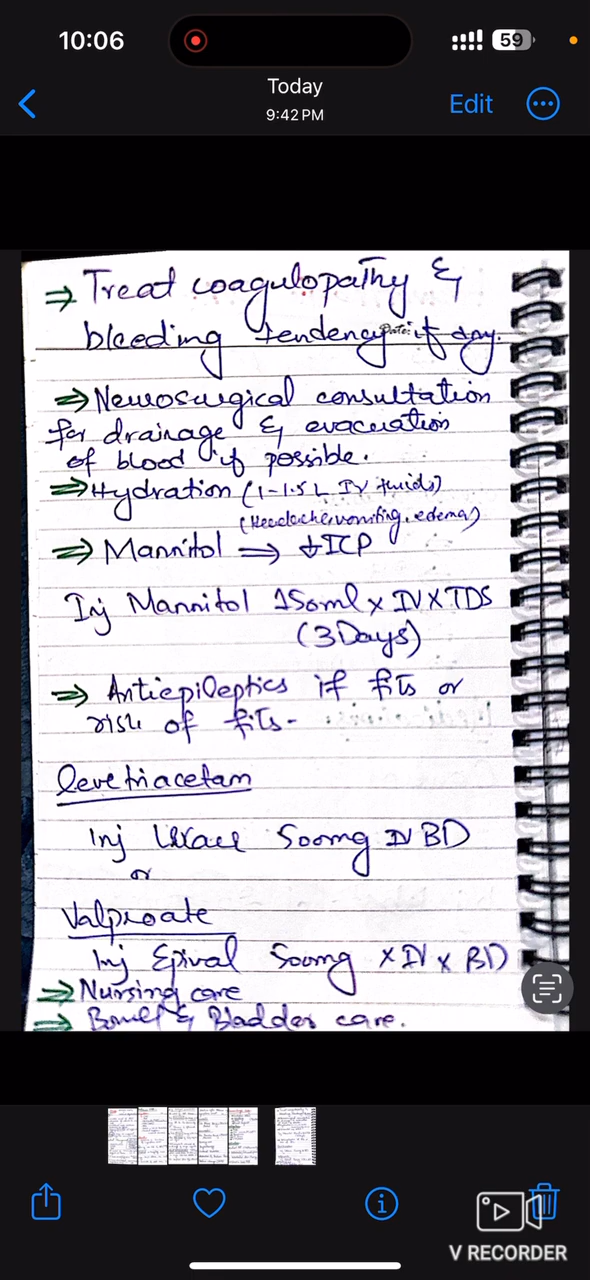 10:06
59
Today
9:42 PM
Edit
⇒ Treat coagulopathy &
bleeding tendency if any.
Date:
⇒ Neurosurgical consultation
for drainage & evacuation
of blood if possible.
⇒ Hydration (1-1.5 L IV fluids)
(Headache, vomiting, edema)
⇒ Mannitol → ↓ICP
Inj Mannitol 150ml x IV x TDS
(3 Days)
⇒ Antiepileptics if fits or
risk of fits-
levetiacetam
Inj 500mg IV BD
or
Valproate
Inj Epival 500mg x IV x BD
⇒ Nursing care
⇒ Bowel & Bladder care.
V RECORDER